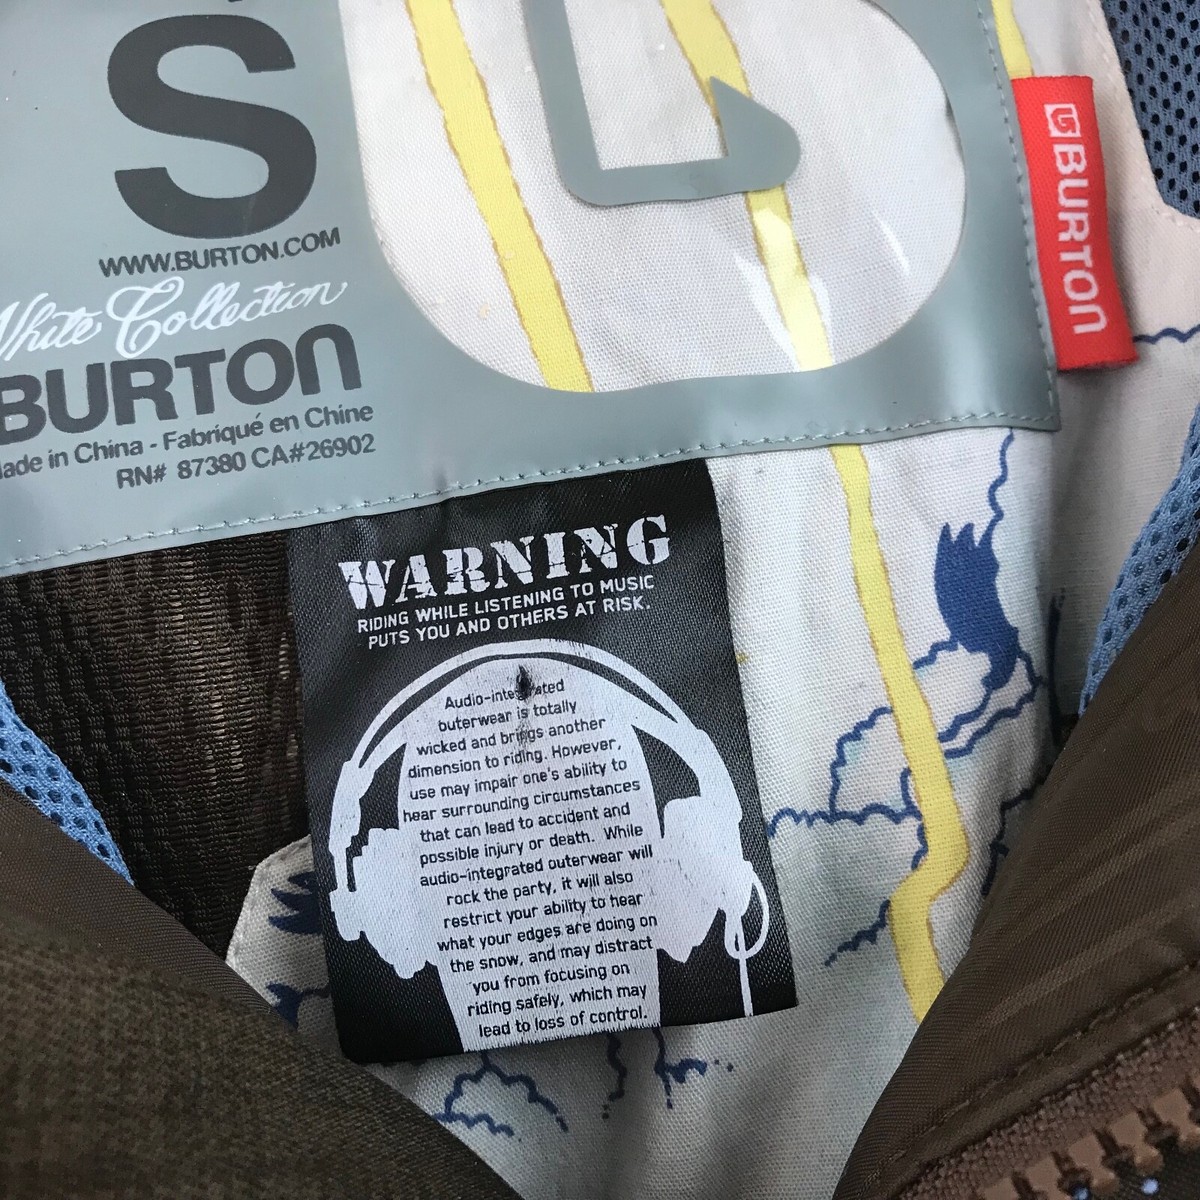 S
WWW.BURTON.COM
White Collection
BURTON
Made in China - Fabriqué en Chine
RN# 87380 CA#26902
BURTON
WARNING
RIDING WHILE LISTENING TO MUSIC
PUTS YOU AND OTHERS AT RISK.
Audio-integrated
outerwear is totally
wicked and brings another
dimension to riding. However,
use may impair one's ability to
hear surrounding circumstances
that can lead to accident and
possible injury or death. While
audio-integrated outerwear will
rock the party, it will also
restrict your ability to hear
what your edges are doing on
the snow, and may distract
you from focusing on
riding safely, which may
lead to loss of control.